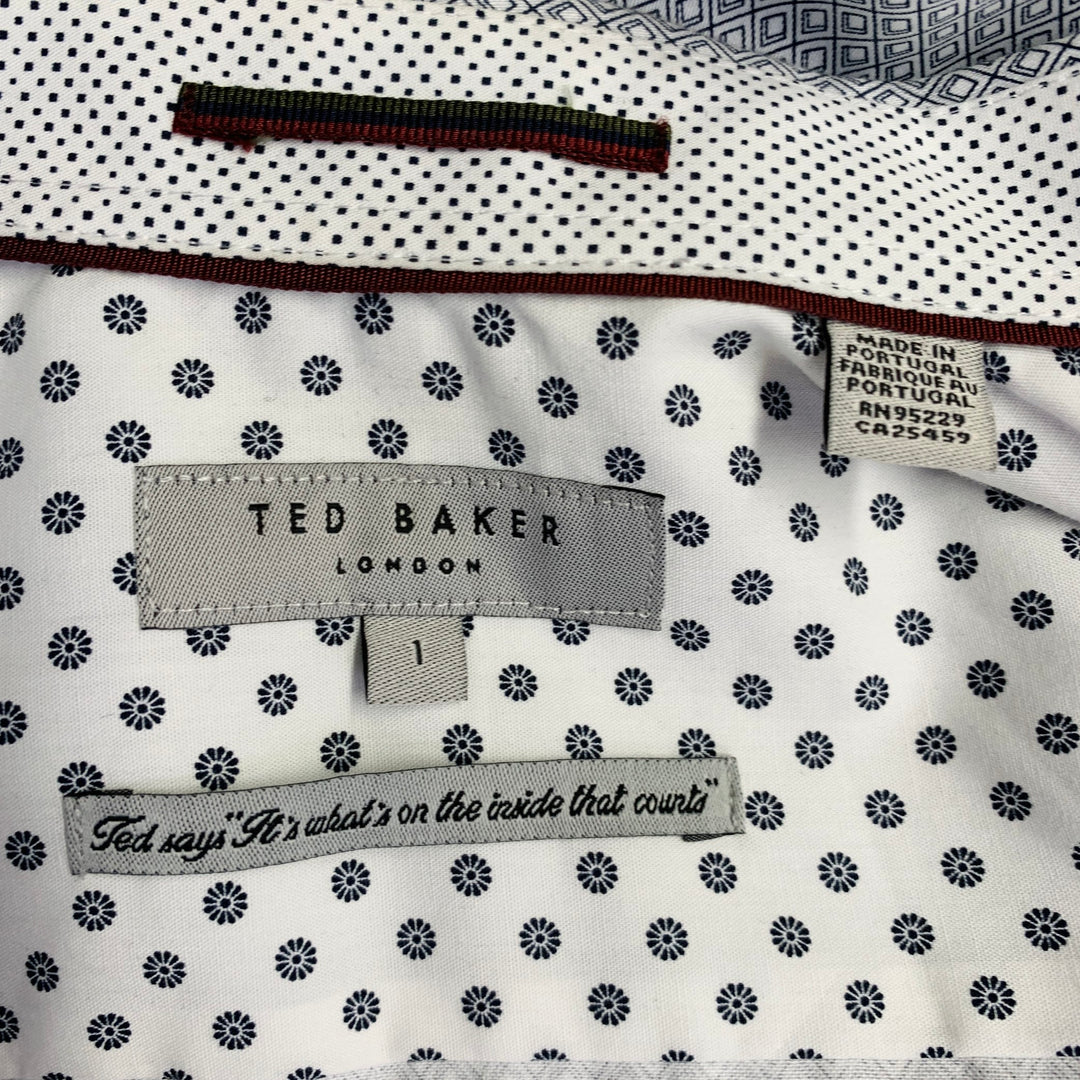 MADE IN
PORTUGAL
FABRIQUE AU
PORTUGAL
RN95229
CA25459
TED BAKER
LONDON
1
Ted says "It's what's on the inside that counts"